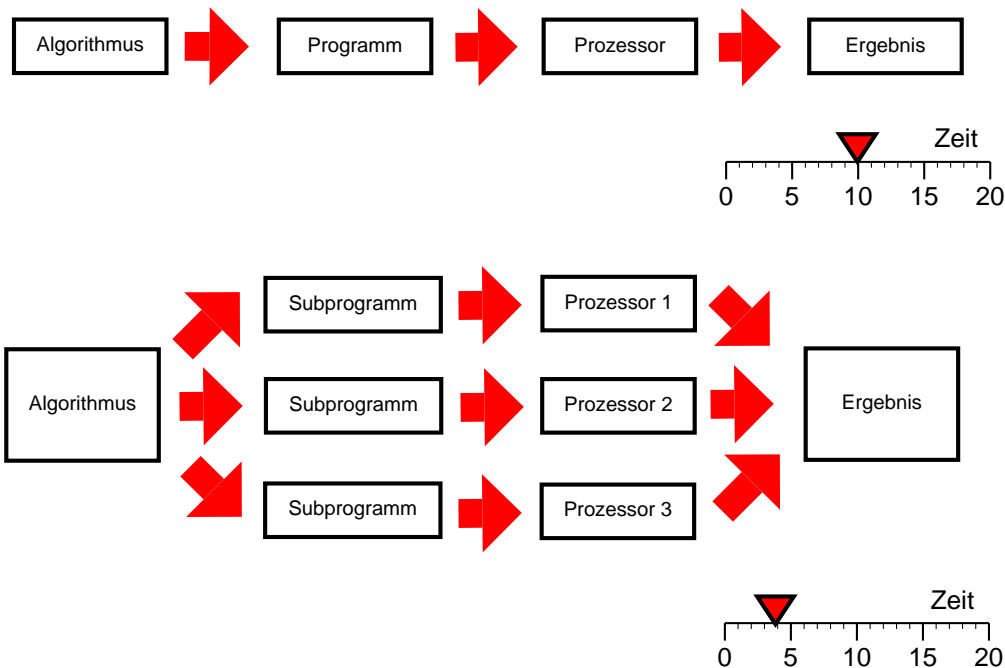 Algorithmus Programm Prozessor Ergebnis
Zeit
0 5 10 15 20
Subprogramm Prozessor 1
Algorithmus Subprogramm Prozessor 2 Ergebnis
Subprogramm Prozessor 3
Zeit
0 5 10 15 20